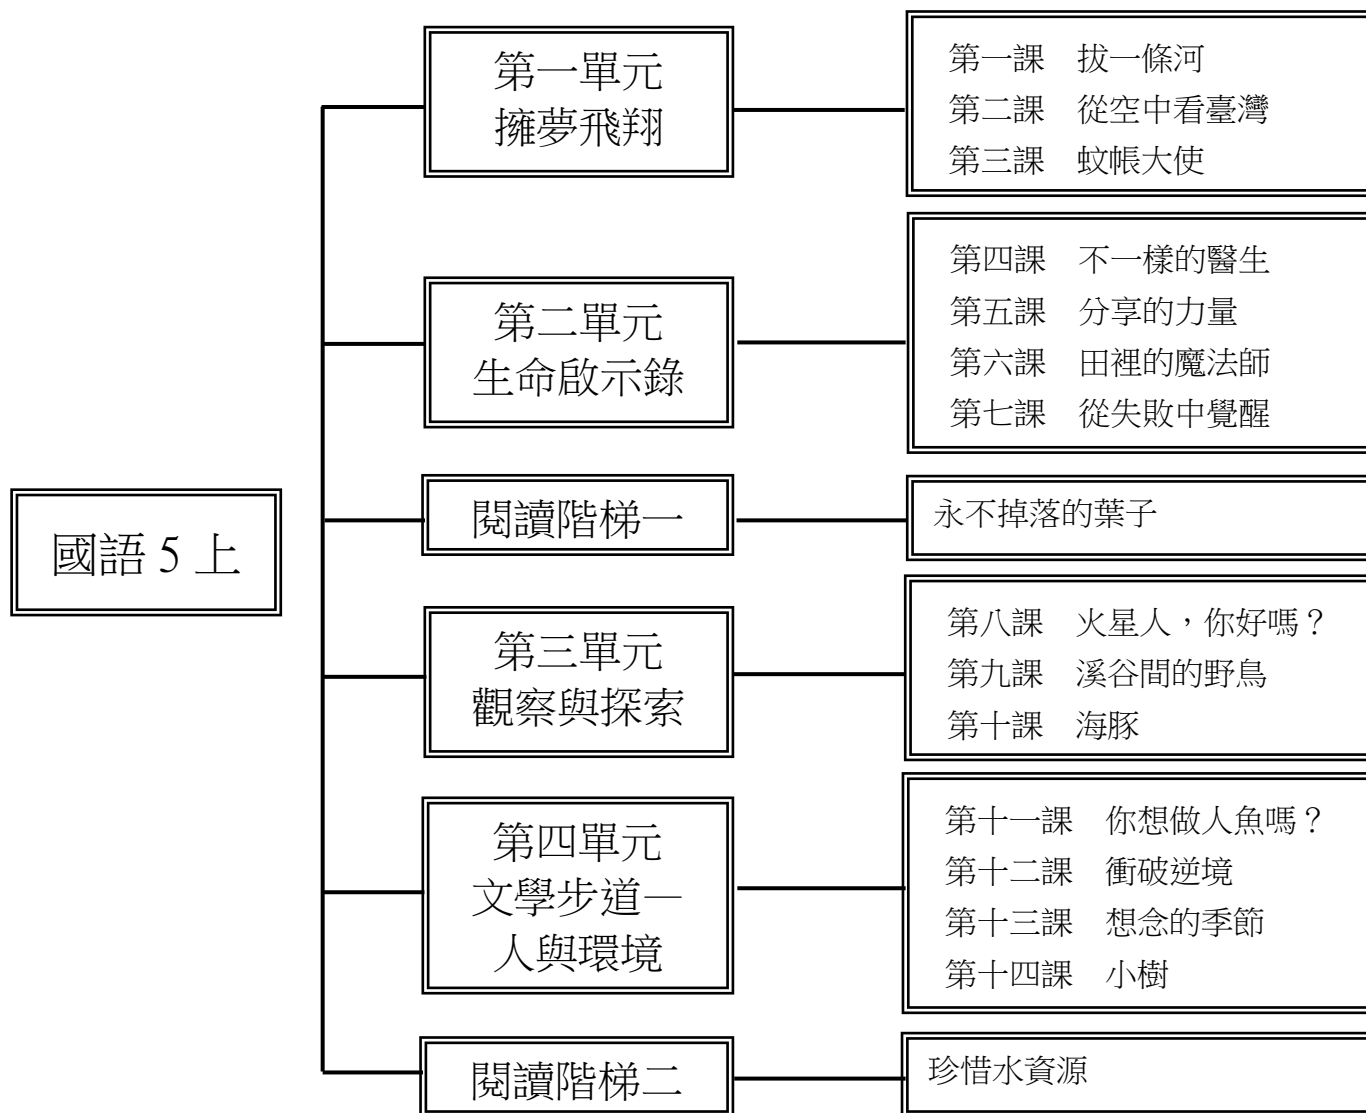 國語 5 上
第一單元
擁夢飛翔
第一課 拔一條河
第二課 從空中看臺灣
第三課 蚊帳大使
第二單元
生命啟示錄
第四課 不一樣的醫生
第五課 分享的力量
第六課 田裡的魔法師
第七課 從失敗中覺醒
閱讀階梯一
永不掉落的葉子
第三單元
觀察與探索
第八課 火星人，你好嗎？
第九課 溪谷間的野鳥
第十課 海豚
第四單元
文學步道—
人與環境
第十一課 你想做人魚嗎？
第十二課 衝破逆境
第十三課 想念的季節
第十四課 小樹
閱讀階梯二
珍惜水資源